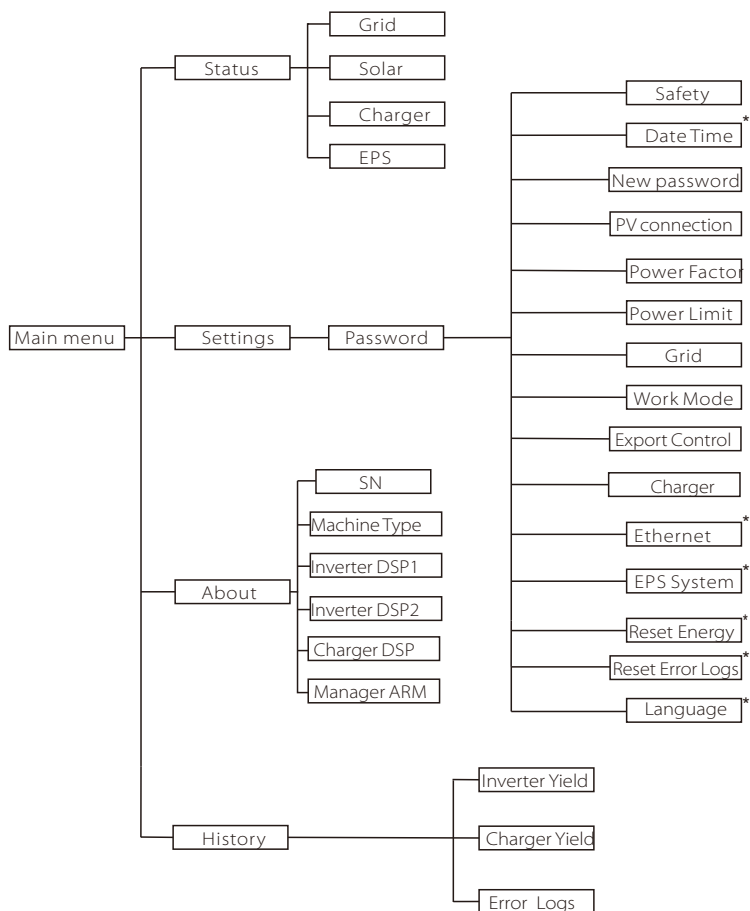 Grid
Status
Solar
Charger
EPS
Safety
Date Time *
New password
PV connection
Power Factor
Power Limit
Main menu
Settings
Password
Grid
Work Mode
Export Control
Charger
Ethernet *
EPS System *
Reset Energy *
Reset Error Logs *
Language *
SN
Machine Type
Inverter DSP1
About
Inverter DSP2
Charger DSP
Manager ARM
Inverter Yield
History
Charger Yield
Error Logs